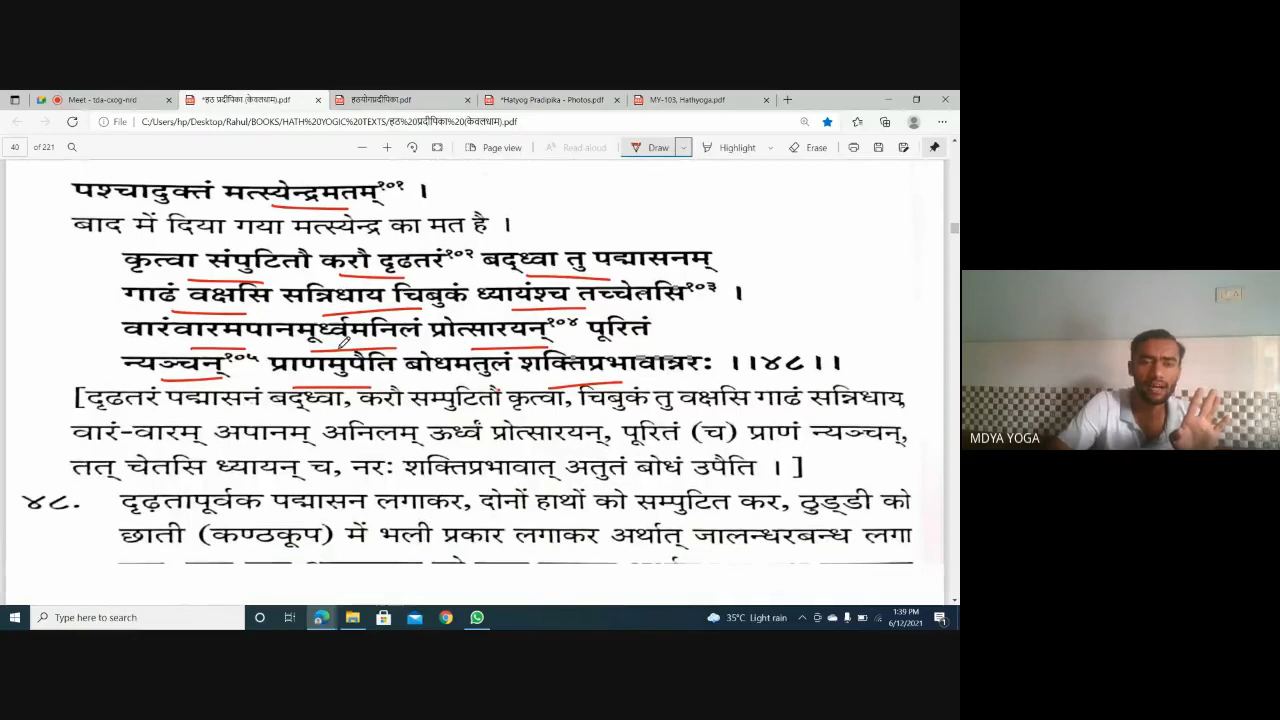 Meet - tda-cxog-nrd
*हठ प्रदीपिका (केवलधाम).pdf
हठयोगप्रदीपिका.pdf
*Hatyog Pradipika - Photos.pdf
MY-103, Hathyoga.pdf
File
C:/Users/hp/Desktop/Rahul/BOOKS/HATH%20YOGIC%20TEXTS/हठ%20प्रदीपिका%20(केवलधाम).pdf
40 of 221
Page view
Read aloud
Draw
Highlight
Erase
पश्चादुक्तं मत्स्येन्द्रमतम्१०१ ।
बाद में दिया गया मत्स्येन्द्र का मत है ।
कृत्वा संपुटितौ करौ दृढतरं१०२ बद्ध्वा तु पद्मासनम्
गाढं वक्षसि सन्निधाय चिबुकं ध्यायंश्च तच्चेतसि१०३ ।
वारंवारमपानमूर्ध्वमनिलं प्रोत्सारयन्१०४ पूरितं
न्यञ्चन्१०५ प्राणमुपैति बोधमतुलं शक्तिप्रभावान्नरः ।।४८।।
[दृढतरं पद्मासनं बद्ध्वा, करौ सम्पुटितौ कृत्वा, चिबुकं तु वक्षसि गाढं सन्निधाय,
वारं-वारम् अपानम् अनिलम् ऊर्ध्वं प्रोत्सारयन्, पूरितं (च) प्राणं न्यञ्चन्,
तत् चेतसि ध्यायन् च, नरः शक्तिप्रभावात् अतुतं बोधं उपैति । ]
४८. दृढ़तापूर्वक पद्मासन लगाकर, दोनों हाथों को सम्पुटित कर, ठुड्डी को
छाती (कण्ठकूप) में भली प्रकार लगाकर अर्थात् जालन्धरबन्ध लगा
MDYA YOGA
Type here to search
35°C Light rain
1:39 PM
6/12/2021